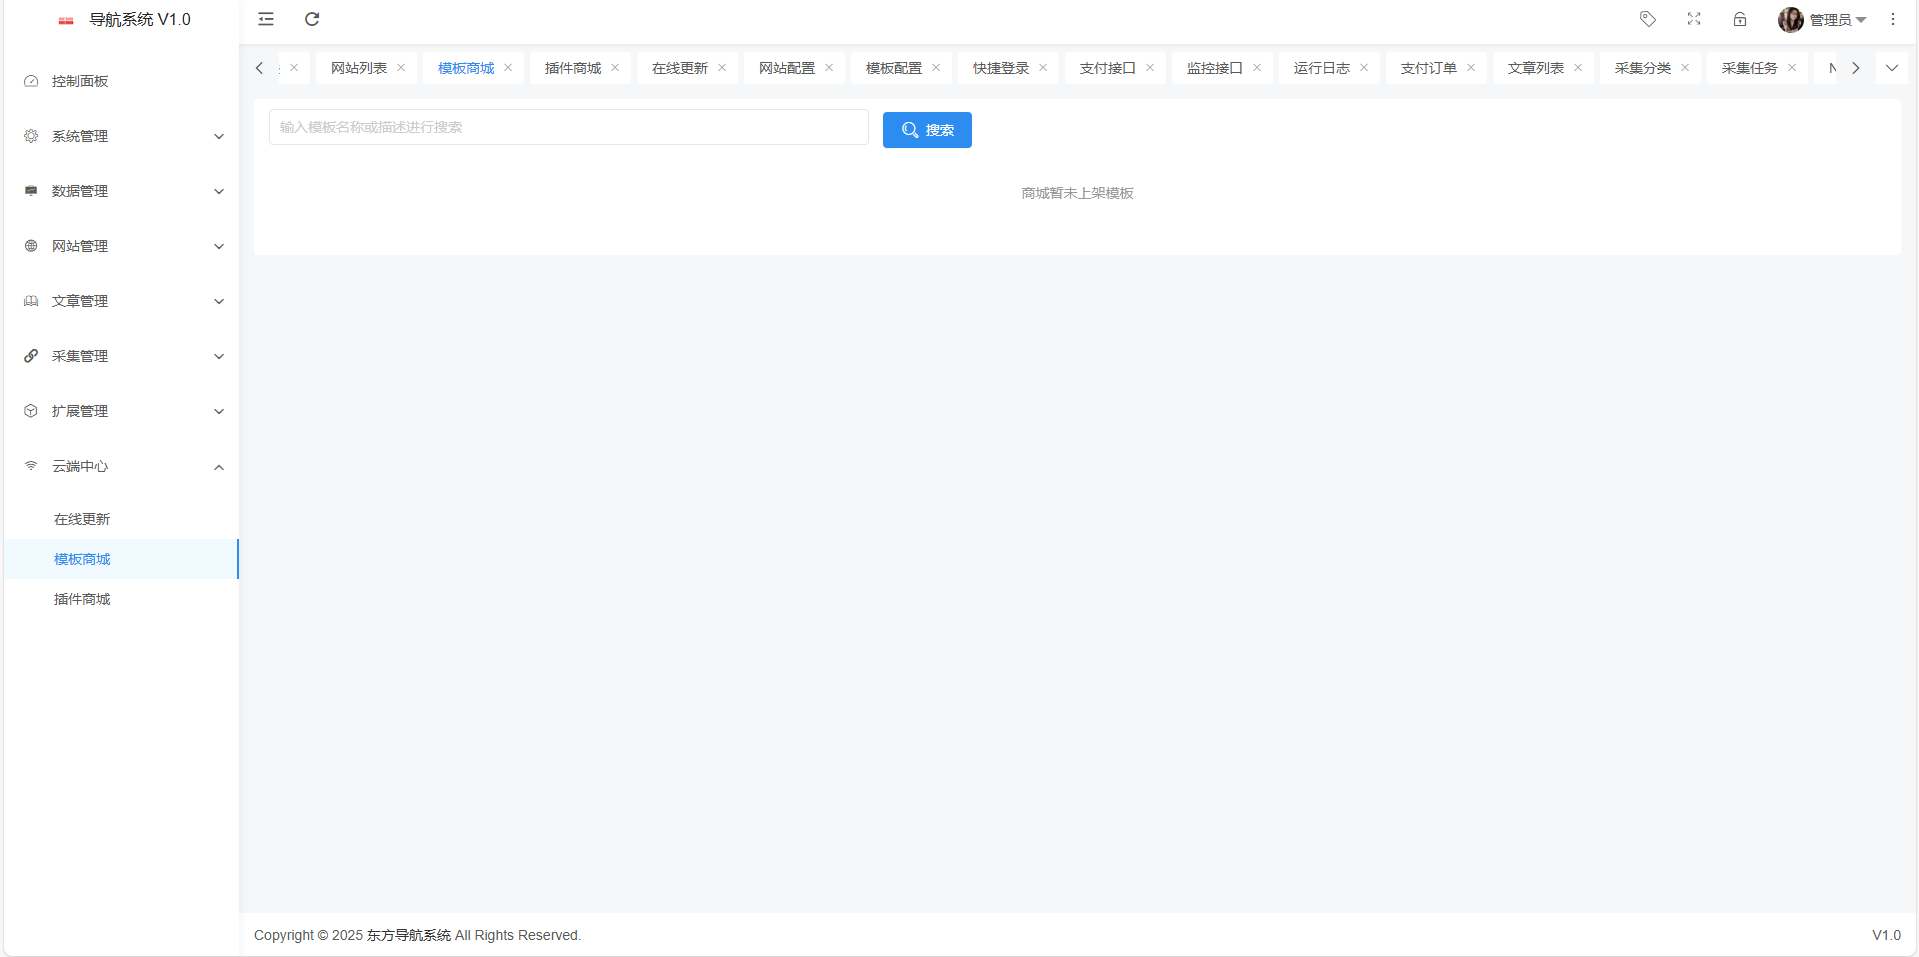 导航系统 V1.0
管理员
控制面板
系统管理
数据管理
网站管理
文章管理
采集管理
扩展管理
云端中心
在线更新
模板商城
插件商城
网站列表 模板商城 插件商城 在线更新 网站配置 模板配置 快捷登录 支付接口 监控接口 运行日志 支付订单 文章列表 采集分类 采集任务
输入模板名称或描述进行搜索
搜索
商城暂未上架模板
Copyright © 2025 东方导航系统 All Rights Reserved.
V1.0